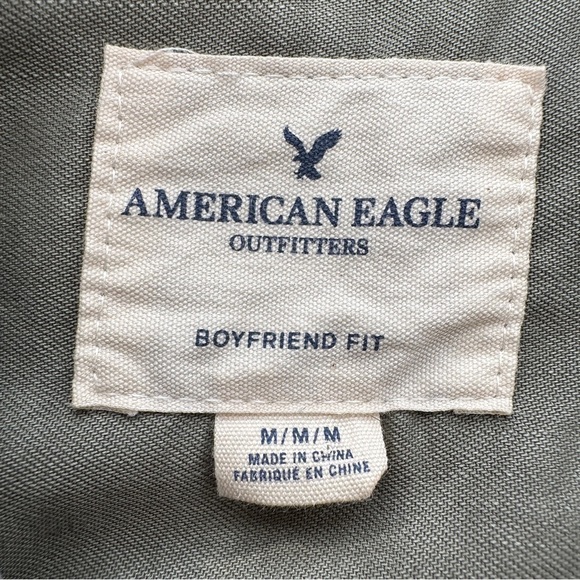 AMERICAN EAGLE
OUTFITTERS
BOYFRIEND FIT
M/M/M
MADE IN CHINA
FABRIQUÉ EN CHINE